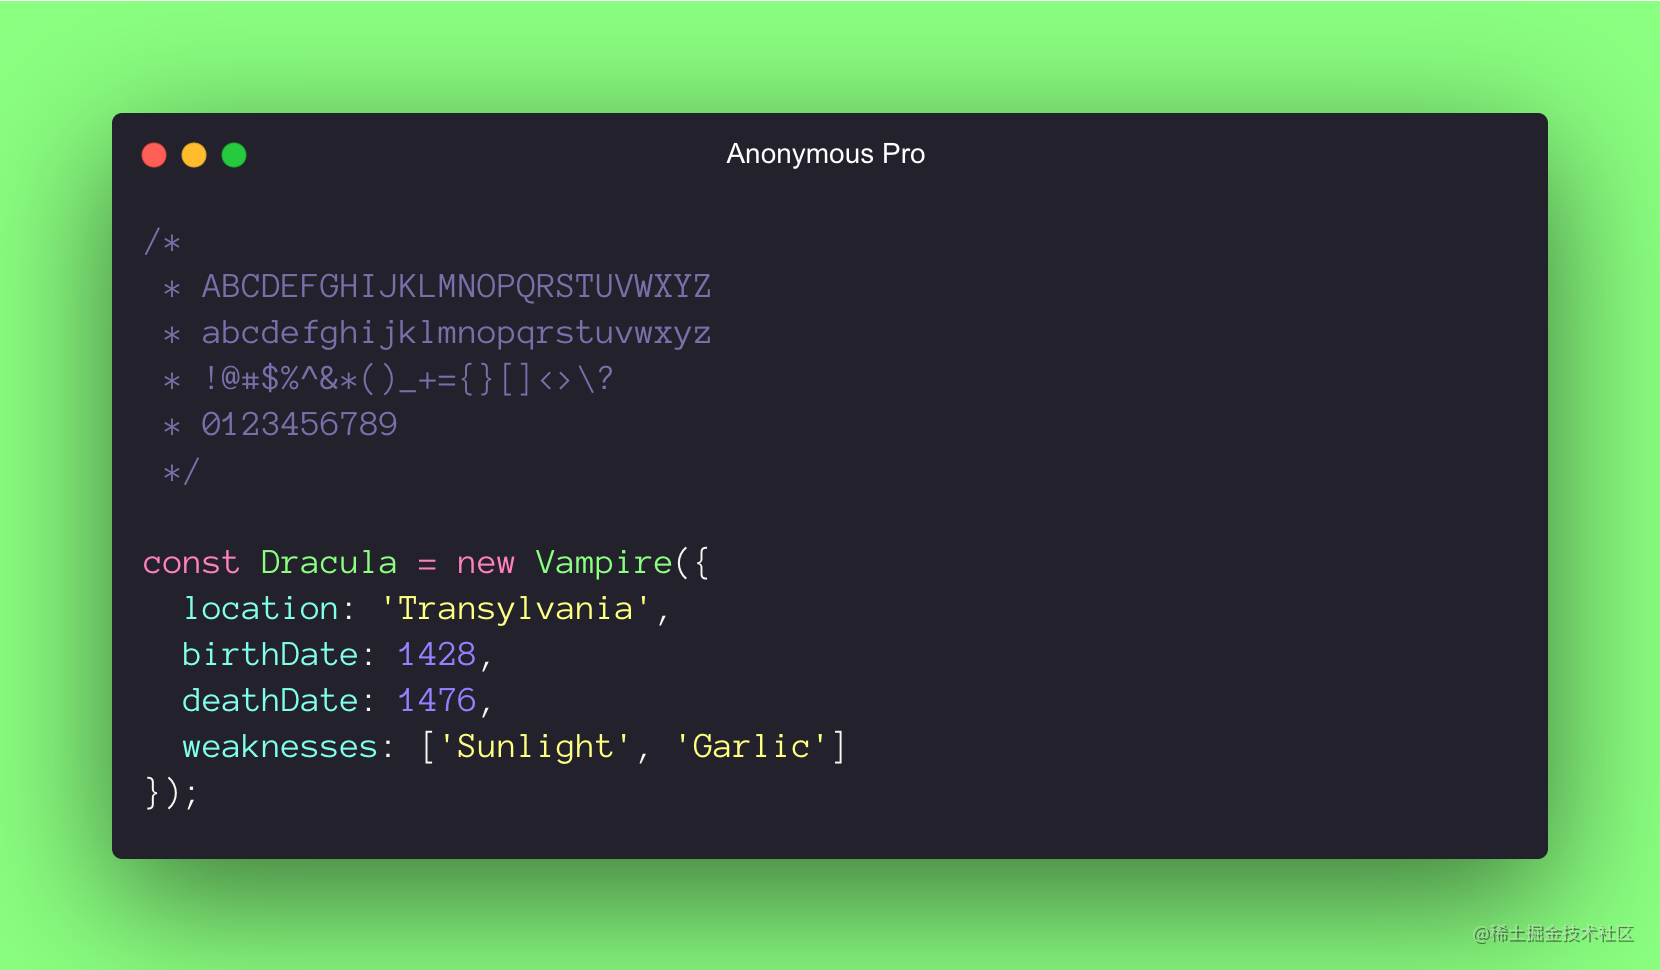 Anonymous Pro
/*
 * ABCDEFGHIJKLMNOPQRSTUVWXYZ
 * abcdefghijklmnopqrstuvwxyz
 * !@#$%^&*()_+={}[]<>\?
 * 0123456789
 */
const Dracula = new Vampire({
  location: 'Transylvania',
  birthDate: 1428,
  deathDate: 1476,
  weaknesses: ['Sunlight', 'Garlic']
});
@稀土掘金技术社区